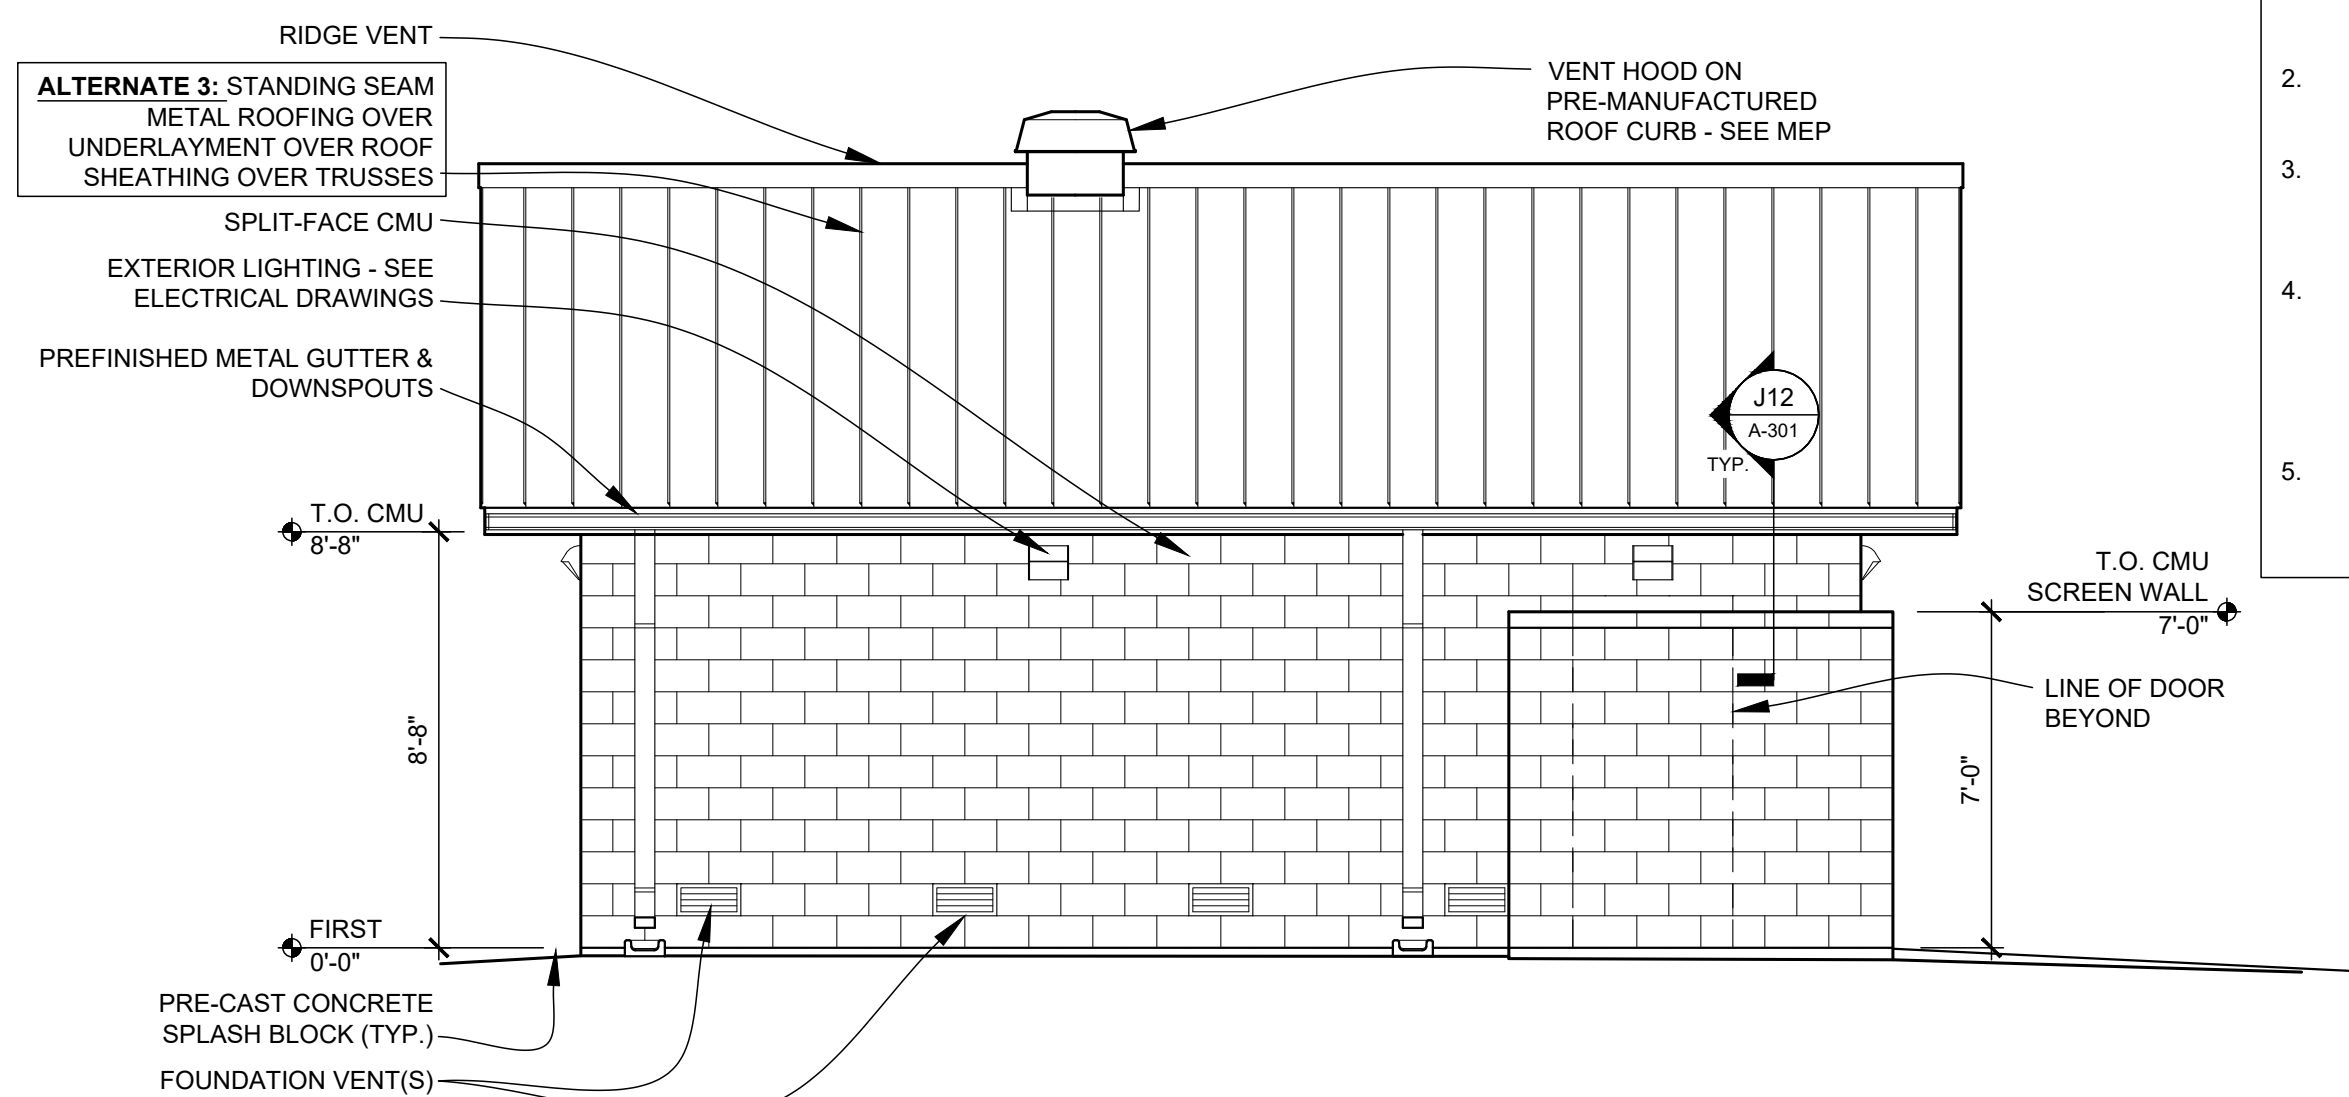 RIDGE VENT
ALTERNATE 3: STANDING SEAM
METAL ROOFING OVER
UNDERLAYMENT OVER ROOF
SHEATHING OVER TRUSSES
SPLIT-FACE CMU
EXTERIOR LIGHTING - SEE
ELECTRICAL DRAWINGS
PREFINISHED METAL GUTTER &
DOWNSPOUTS
T.O. CMU
8'-8"
8'-8"
FIRST
0'-0"
PRE-CAST CONCRETE
SPLASH BLOCK (TYP.)
FOUNDATION VENT(S)
VENT HOOD ON
PRE-MANUFACTURED
ROOF CURB - SEE MEP
J12
A-301
TYP.
T.O. CMU
SCREEN WALL
7'-0"
LINE OF DOOR
BEYOND
7'-0"
2.
3.
4.
5.